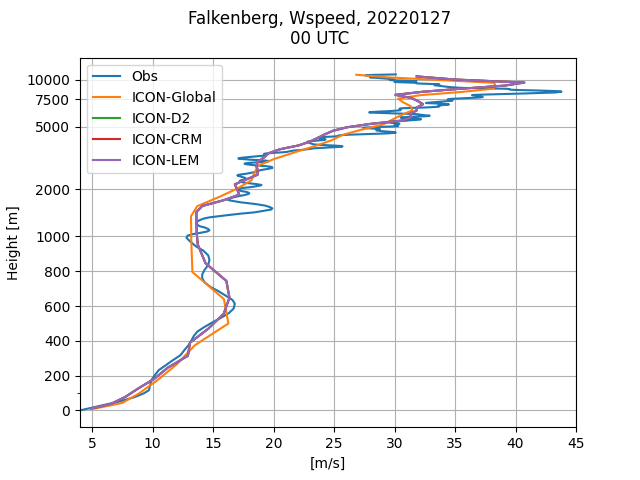 Falkenberg, Wspeed, 20220127
00 UTC
Obs
ICON-Global
ICON-D2
ICON-CRM
ICON-LEM
10000
7500
5000
2000
1000
800
600
400
200
0
Height [m]
5 10 15 20 25 30 35 40 45
[m/s]